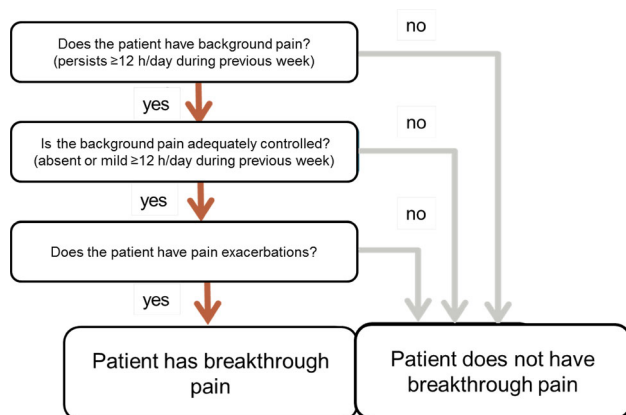 Does the patient have background pain?
(persists ≥12 h/day during previous week)
no
yes
Is the background pain adequately controlled?
(absent or mild ≥12 h/day during previous week)
no
yes
Does the patient have pain exacerbations?
no
yes
Patient has breakthrough
pain
Patient does not have
breakthrough pain